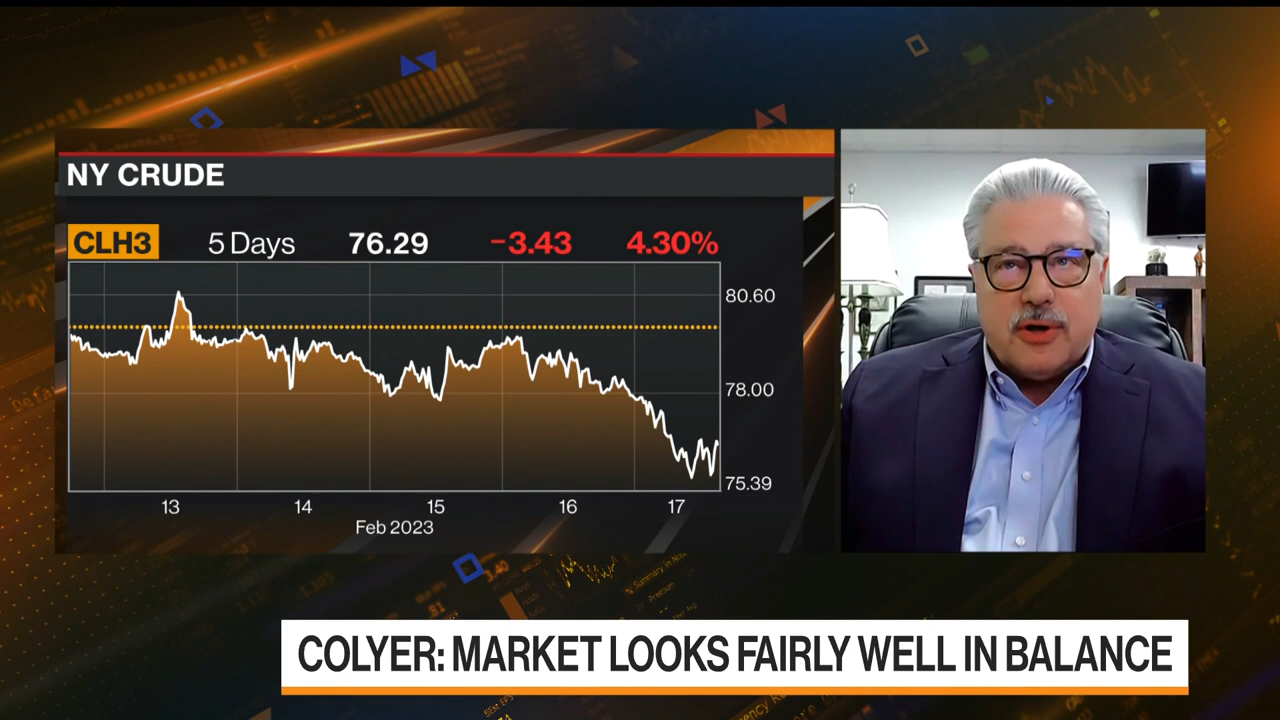 NY CRUDE
CLH3 5 Days 76.29 -3.43 4.30%
80.60
78.00
75.39
13 14 15 16 17
Feb 2023
COLYER: MARKET LOOKS FAIRLY WELL IN BALANCE